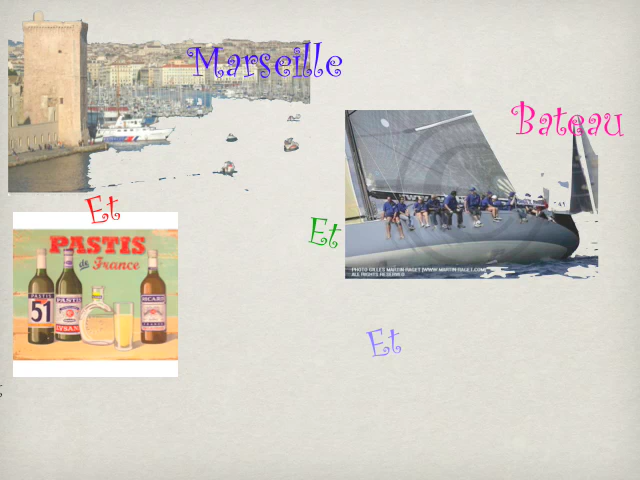 Marseille
Bateau
Et
Et
PASTIS
de France
PASTIS
51
PASTIS
RICARD
PHOTO GILLES MARTIN-RAGET (WWW.MARTIN-RAGET.COM)
ALL RIGHTS RESERVED
Et